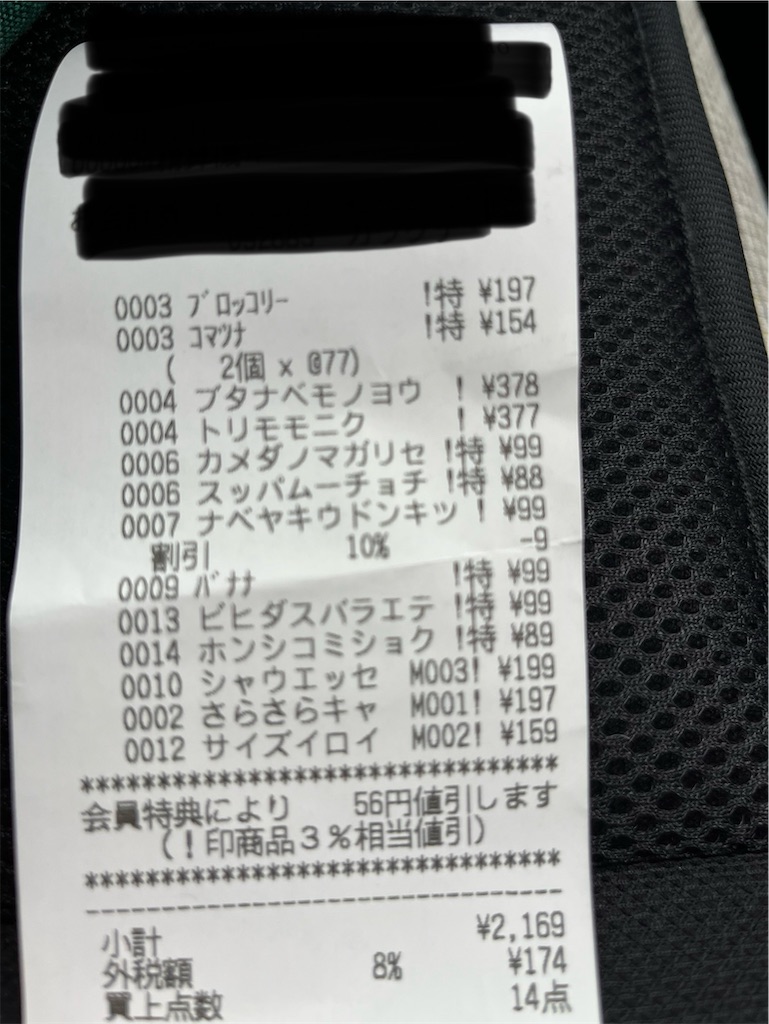 0003 ブロッコリー !特 ¥197
0003 コマツナ !特 ¥154
( 2個 x @77)
0004 ブタナベモノヨウ ! ¥378
0004 トリモモニク ! ¥377
0006 カメダノマガリセ !特 ¥99
0006 スッパムーチョチ !特 ¥88
0007 ナベヤキウドンキツ ! ¥99
割引 10% -9
0009 バナナ !特 ¥99
0013 ビヒダスバラエテ !特 ¥99
0014 ホンシコミショク !特 ¥89
0010 シャウエッセ M003! ¥199
0002 さらさらキャ M001! ¥197
0012 サイズイロイ M002! ¥159
*********************************
会員特典により 56円値引します
(!印商品3%相当値引)
*********************************
---------------------------------
小計 ¥2,169
外税額 8% ¥174
買上点数 14点